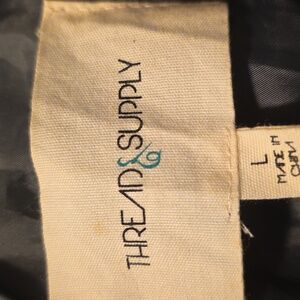 THREAD & SUPPLY
L
MADE IN
CHINA